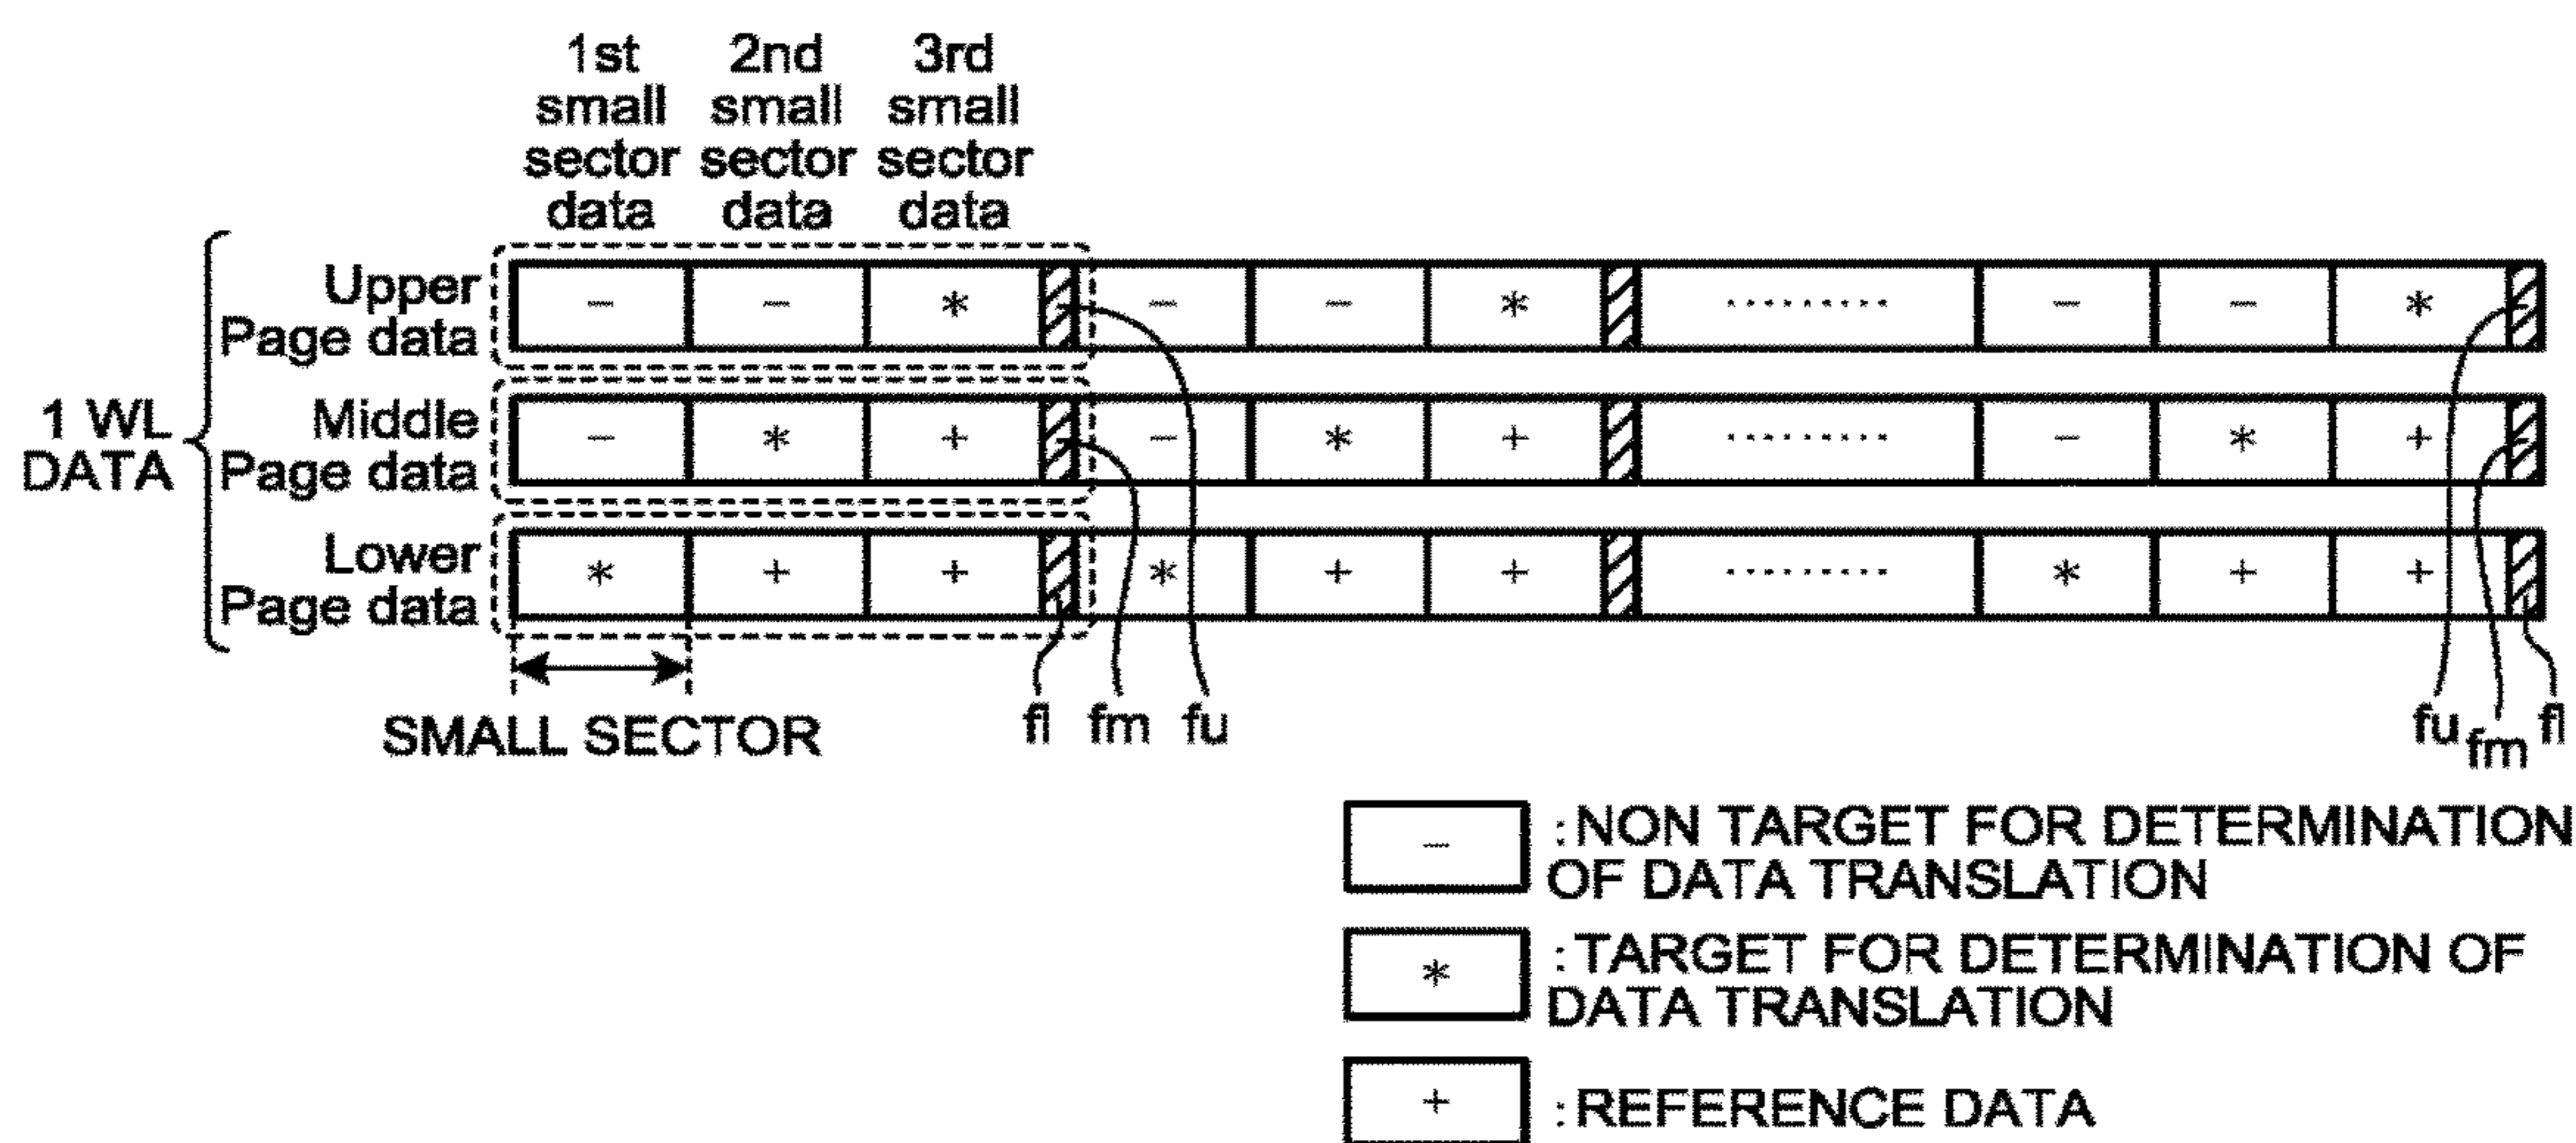 1st 2nd 3rd
small small small
sector sector sector
data data data
Upper
Page data
- - * - - * ········· - - *
1 WL
DATA
Middle
Page data
- * + - * + ········· - * +
Lower
Page data
* + + * + + ········· * + +
SMALL SECTOR
fl fm fu
fu fm fl
- :NON TARGET FOR DETERMINATION
OF DATA TRANSLATION
* :TARGET FOR DETERMINATION OF
DATA TRANSLATION
+ :REFERENCE DATA